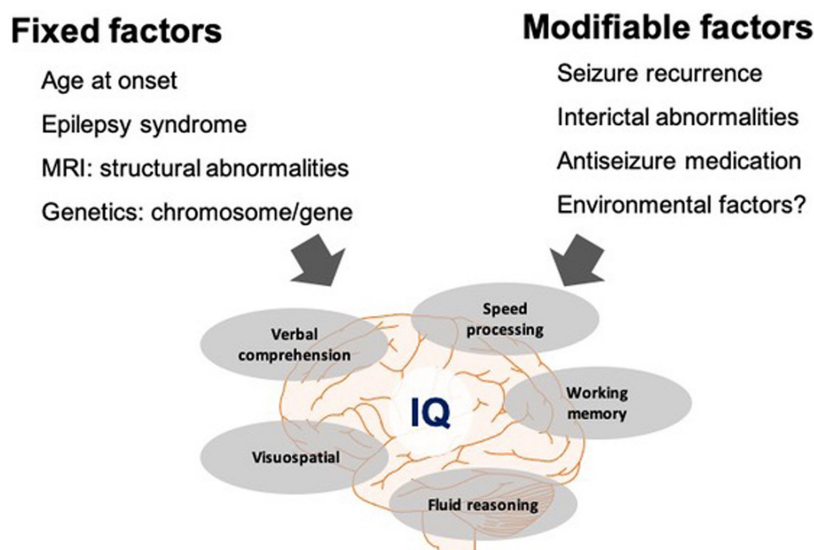 Fixed factors
Age at onset
Epilepsy syndrome
MRI: structural abnormalities
Genetics: chromosome/gene
Modifiable factors
Seizure recurrence
Interictal abnormalities
Antiseizure medication
Environmental factors?
Verbal
comprehension
Speed
processing
IQ
Working
memory
Visuospatial
Fluid reasoning